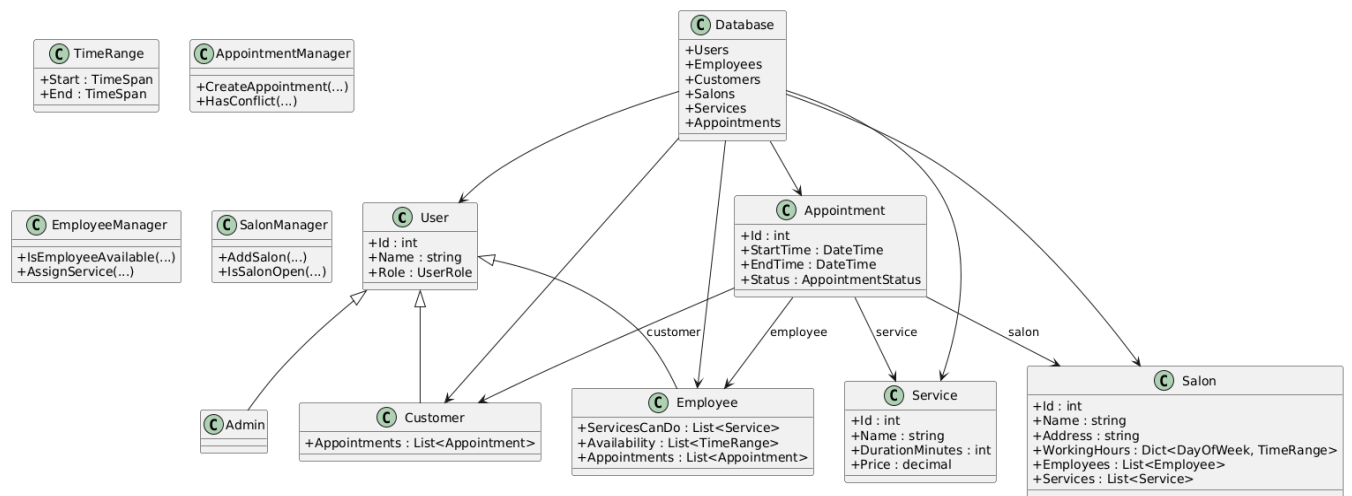 C Database
+Users
+Employees
+Customers
+Salons
+Services
+Appointments
C TimeRange
+Start : TimeSpan
+End : TimeSpan
C AppointmentManager
+CreateAppointment(...)
+HasConflict(...)
C EmployeeManager
+IsEmployeeAvailable(...)
+AssignService(...)
C SalonManager
+AddSalon(...)
+IsSalonOpen(...)
C User
+Id : int
+Name : string
+Role : UserRole
C Appointment
+Id : int
+StartTime : DateTime
+EndTime : DateTime
+Status : AppointmentStatus
customer
employee
service
salon
C Admin
C Customer
+Appointments : List<Appointment>
C Employee
+ServicesCanDo : List<Service>
+Availability : List<TimeRange>
+Appointments : List<Appointment>
C Service
+Id : int
+Name : string
+DurationMinutes : int
+Price : decimal
C Salon
+Id : int
+Name : string
+Address : string
+WorkingHours : Dict<DayOfWeek, TimeRange>
+Employees : List<Employee>
+Services : List<Service>